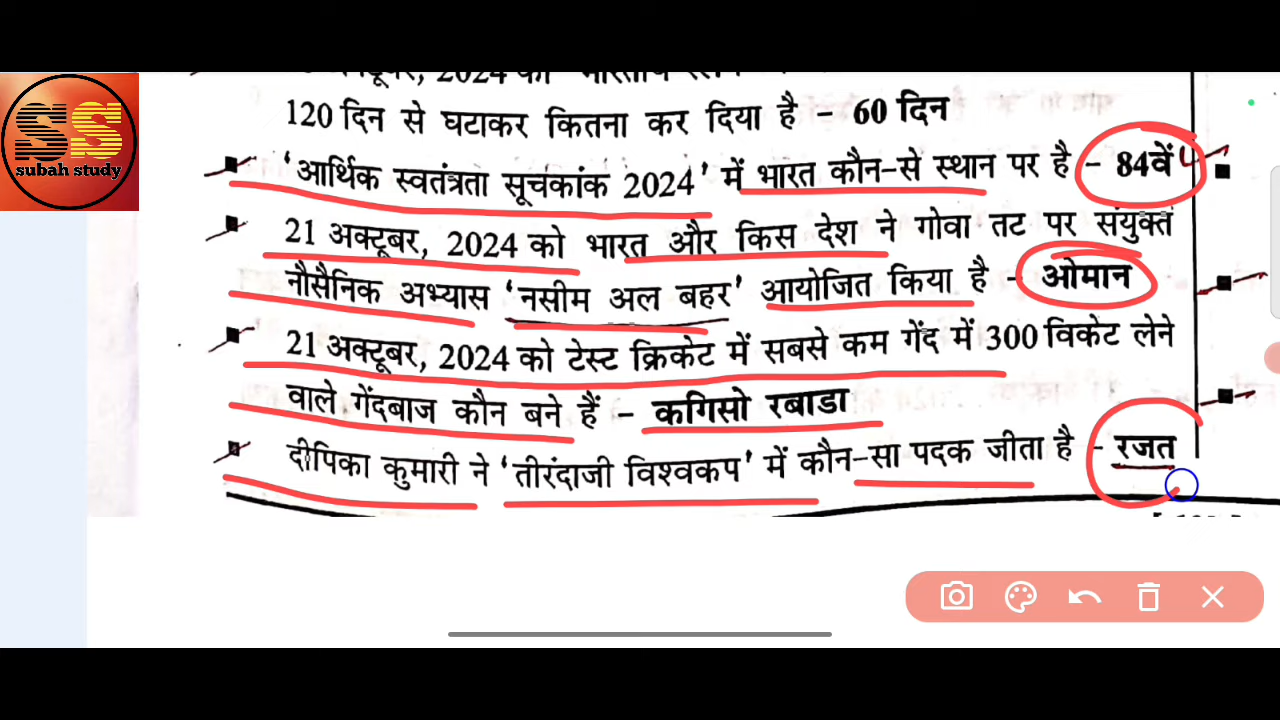 SS
subah study
2024 को
120 दिन से घटाकर कितना कर दिया है – 60 दिन
'आर्थिक स्वतंत्रता सूचकांक 2024' में भारत कौन-से स्थान पर है – 84वें
21 अक्टूबर, 2024 को भारत और किस देश ने गोवा तट पर संयुक्त
नौसैनिक अभ्यास 'नसीम अल बहर' आयोजित किया है – ओमान
21 अक्टूबर, 2024 को टेस्ट क्रिकेट में सबसे कम गेंद में 300 विकेट लेने
वाले गेंदबाज कौन बने हैं – कगिसो रबाडा
दीपिका कुमारी ने 'तीरंदाजी विश्वकप' में कौन-सा पदक जीता है – रजत